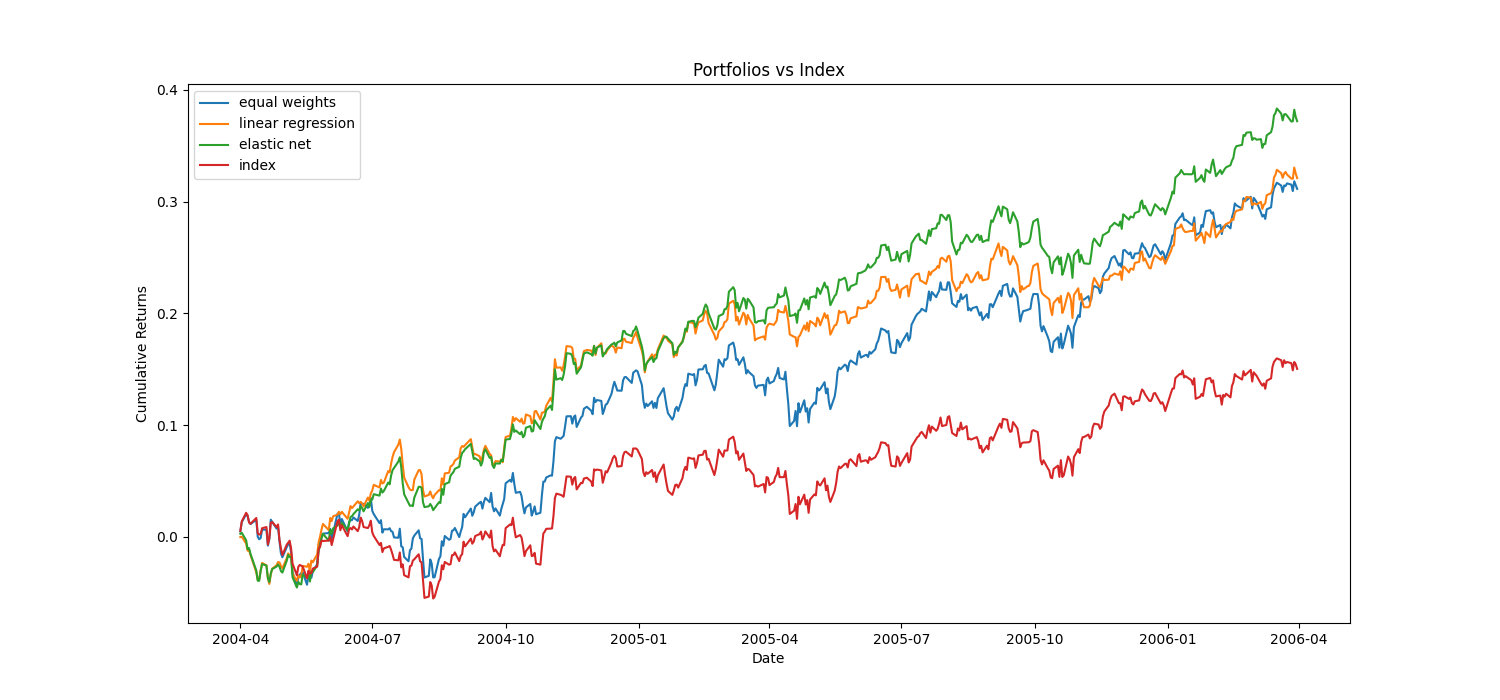 Portfolios vs Index
equal weights
linear regression
elastic net
index
Cumulative Returns
0.4
0.3
0.2
0.1
0.0
2004-04 2004-07 2004-10 2005-01 2005-04 2005-07 2005-10 2006-01 2006-04
Date